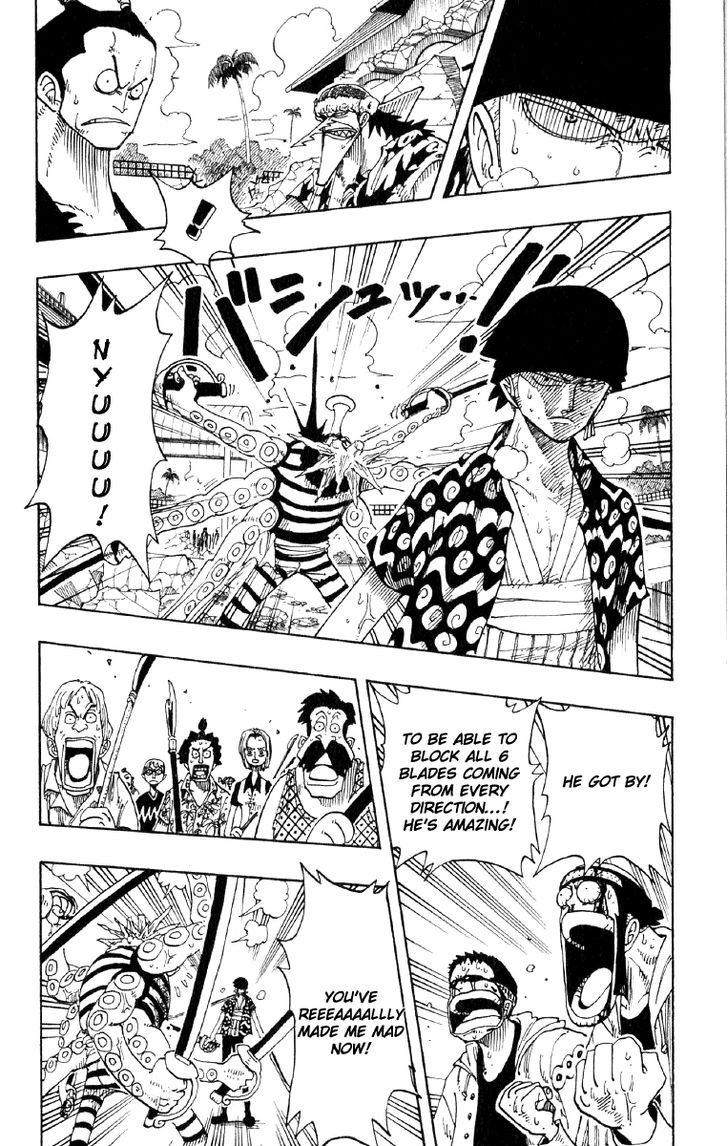 !
バシュッ…!!
NYUUUUU!
HE GOT BY!
TO BE ABLE TO
BLOCK ALL 6
BLADES COMING
FROM EVERY
DIRECTION...!
HE'S AMAZING!
YOU'VE
REEEAAAALLLY
MADE ME MAD
NOW!